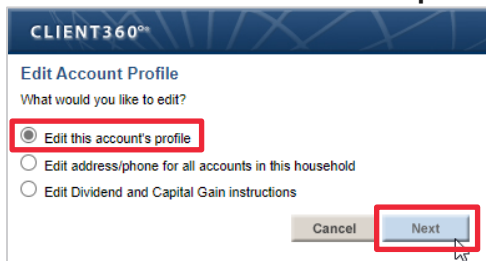 CLIENT360°
Edit Account Profile
What would you like to edit?
Edit this account's profile
Edit address/phone for all accounts in this household
Edit Dividend and Capital Gain instructions
Cancel Next